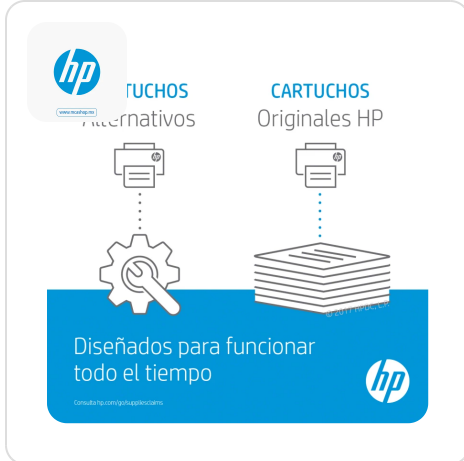 hp
www.mcashop.mx
TUCHOS
Alternativos
CARTUCHOS
Originales HP
Diseñados para funcionar
todo el tiempo
Consulta hp.com/go/suppliesclaims
hp